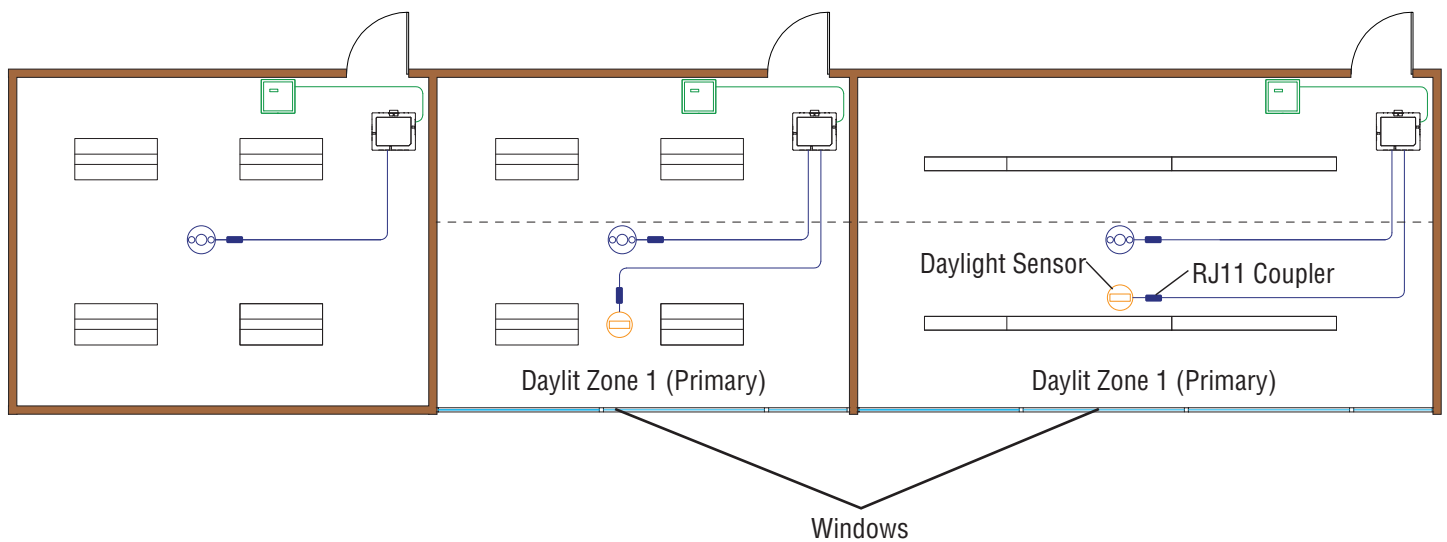 Daylight Sensor
RJ11 Coupler
Daylit Zone 1 (Primary)
Daylit Zone 1 (Primary)
Windows